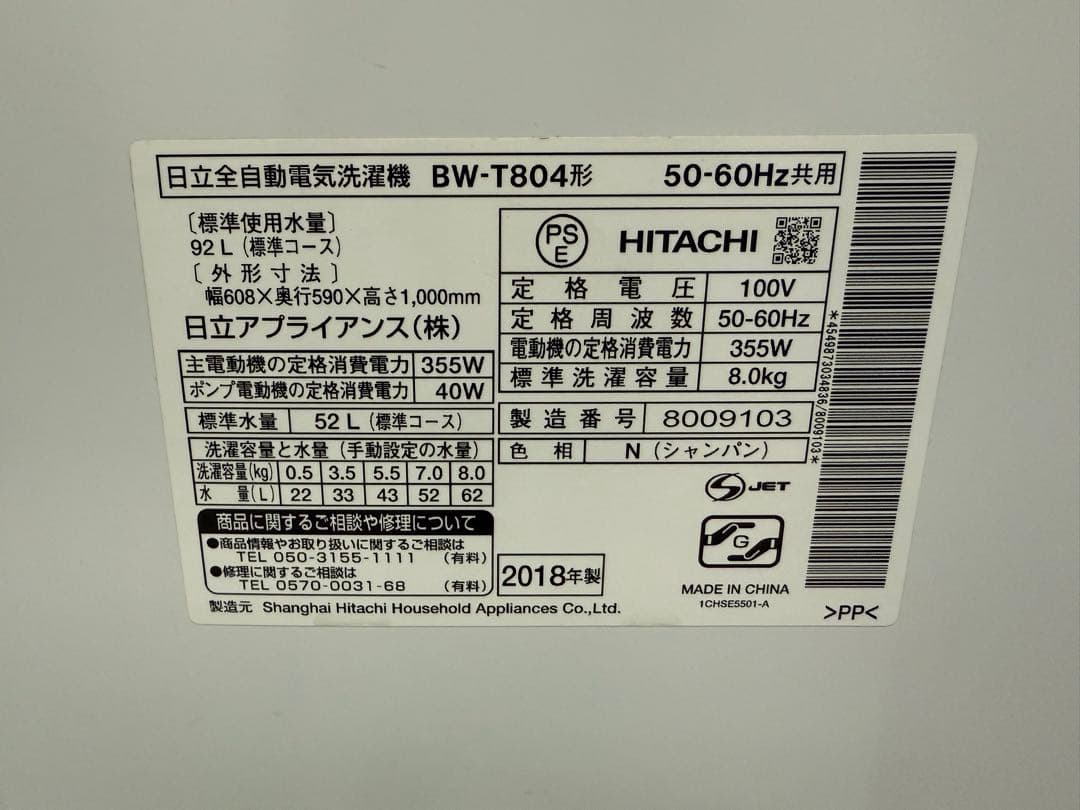 日立全自動電気洗濯機 BW-T804形 50-60Hz共用
〔標準使用水量〕
92 L (標準コース)
〔外形寸法〕
幅608×奥行590×高さ1,000mm
日立アプライアンス(株)
主電動機の定格消費電力 355W
ポンプ電動機の定格消費電力 40W
標準水量 52 L (標準コース)
洗濯容量と水量 (手動設定の水量)
洗濯容量(kg) 0.5 3.5 5.5 7.0 8.0
水 量(L) 22 33 43 52 62
商品に関するご相談や修理について
●商品情報やお取り扱いに関するご相談は
TEL 050-3155-1111 (有料)
●修理に関するご相談は
TEL 0570-0031-68 (有料)
製造元 Shanghai Hitachi Household Appliances Co.,Ltd.
PSE HITACHI
定格電圧 100V
定格周波数 50-60Hz
電動機の定格消費電力 355W
標準洗濯容量 8.0kg
製造番号 8009103
色相 N (シャンパン)
2018年製
S JET
G
MADE IN CHINA
1CHSE5501-A
>PP<
*4549873034836/8009103*